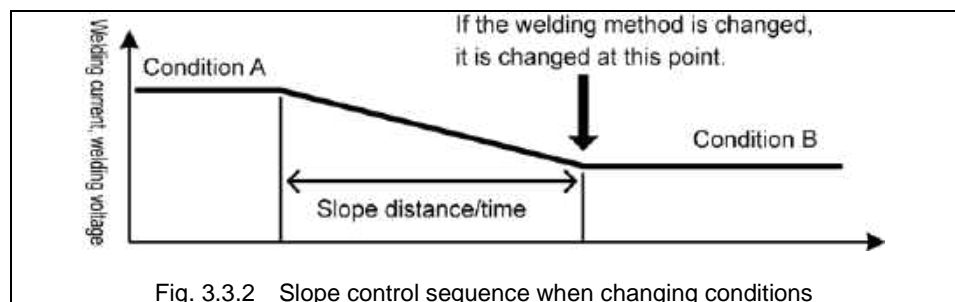 If the welding method is changed,
it is changed at this point.
Welding current, welding voltage
Condition A
Condition B
Slope distance/time
Fig. 3.3.2 Slope control sequence when changing conditions